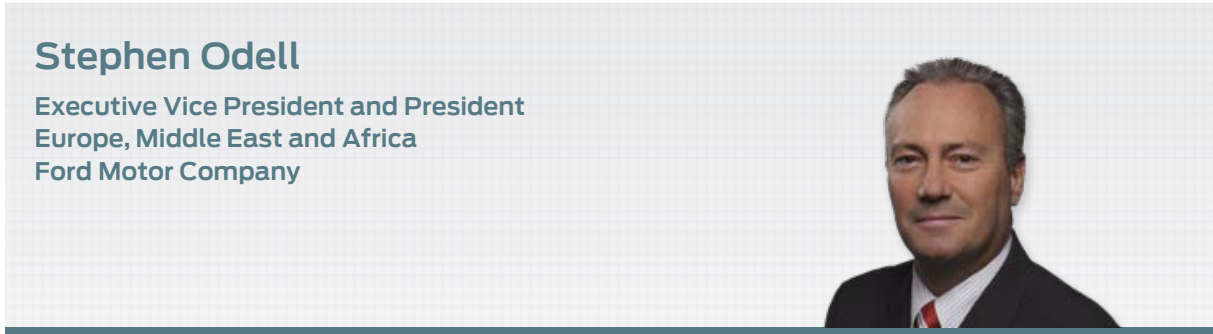 Stephen Odell
Executive Vice President and President
Europe, Middle East and Africa
Ford Motor Company